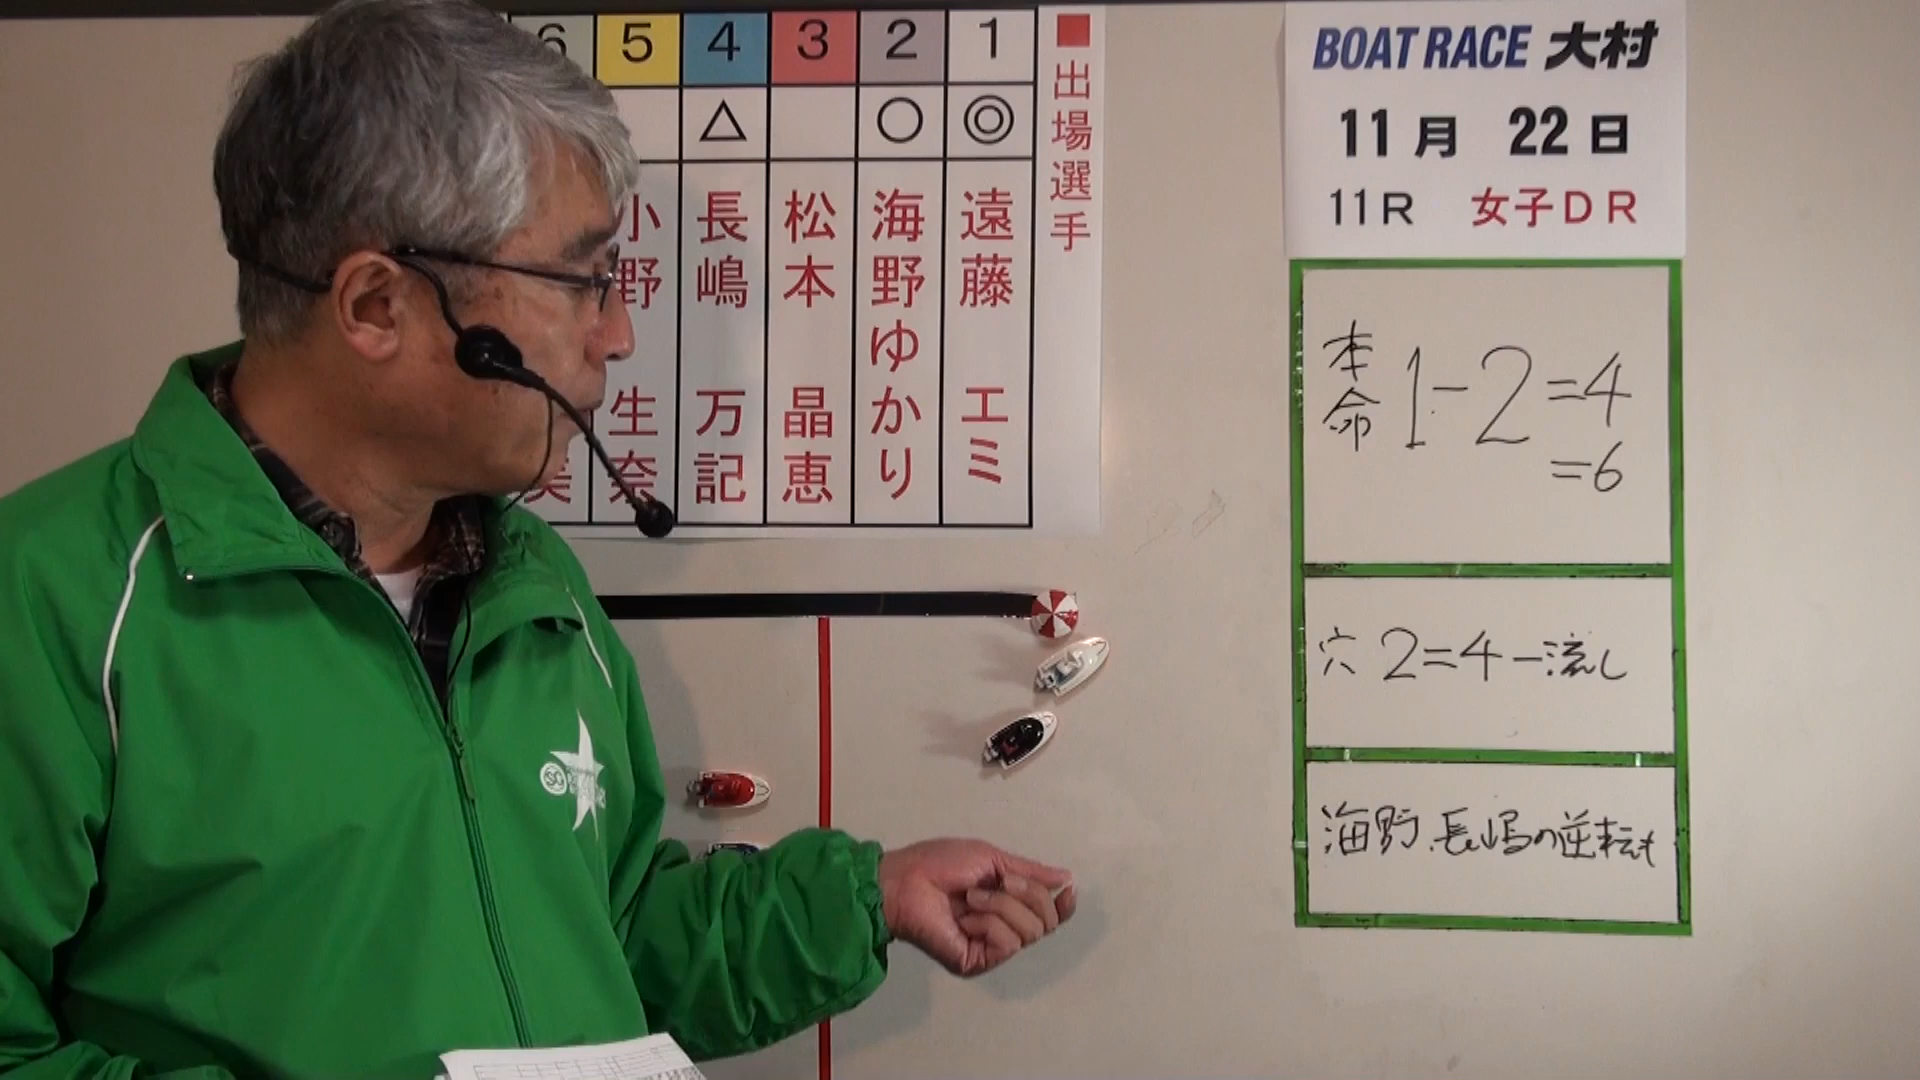 ■出場選手
1 ◎ 遠藤 エミ
2 ○ 海野ゆかり
3 松本 晶恵
4 △ 長嶋 万記
5 小野 生奈
6 美
BOAT RACE 大村
11月 22日
11R 女子DR
本命 1-2=4
=6
穴 2=4-流し
海野、長嶋の逆転も